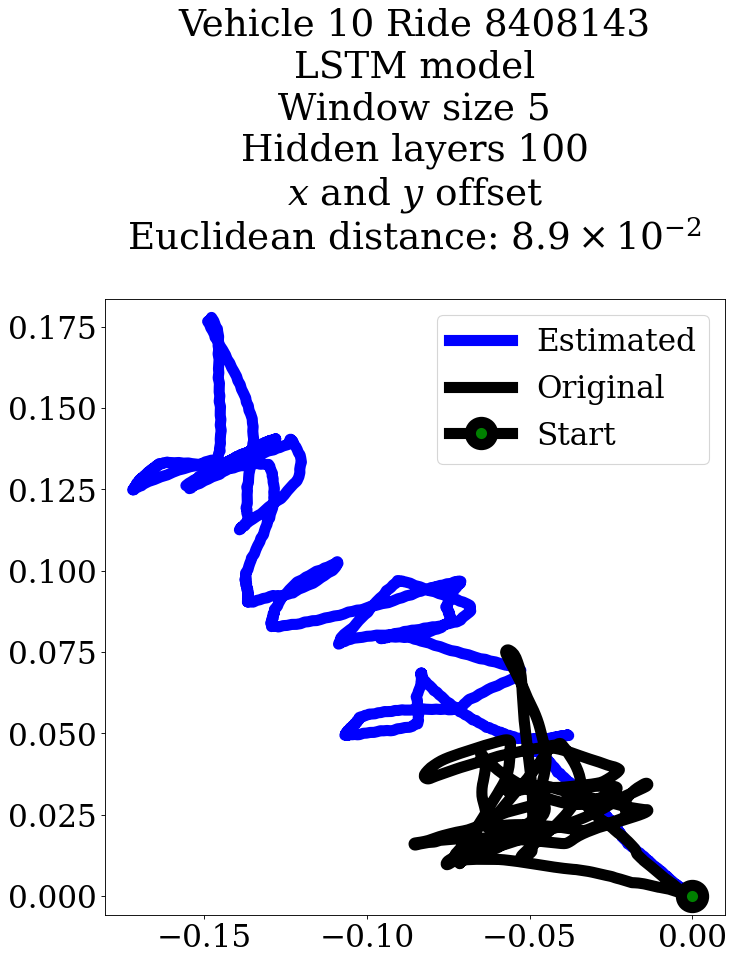 Vehicle 10 Ride 8408143
LSTM model
Window size 5
Hidden layers 100
x and y offset
Euclidean distance: 8.9 × 10⁻²
Estimated
Original
Start
0.175
0.150
0.125
0.100
0.075
0.050
0.025
0.000
−0.15 −0.10 −0.05 0.00